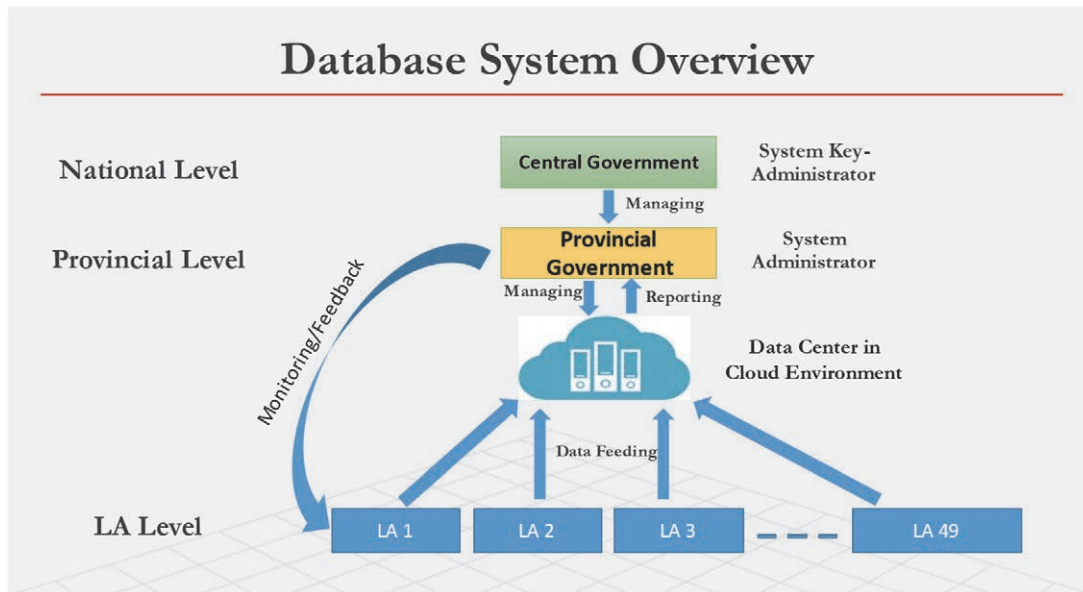 Database System Overview
National Level
Central Government
System Key-
Administrator
Managing
Provincial Level
Provincial
Government
System
Administrator
Managing
Reporting
Monitoring/Feedback
Data Center in
Cloud Environment
Data Feeding
LA Level
LA 1
LA 2
LA 3
LA 49